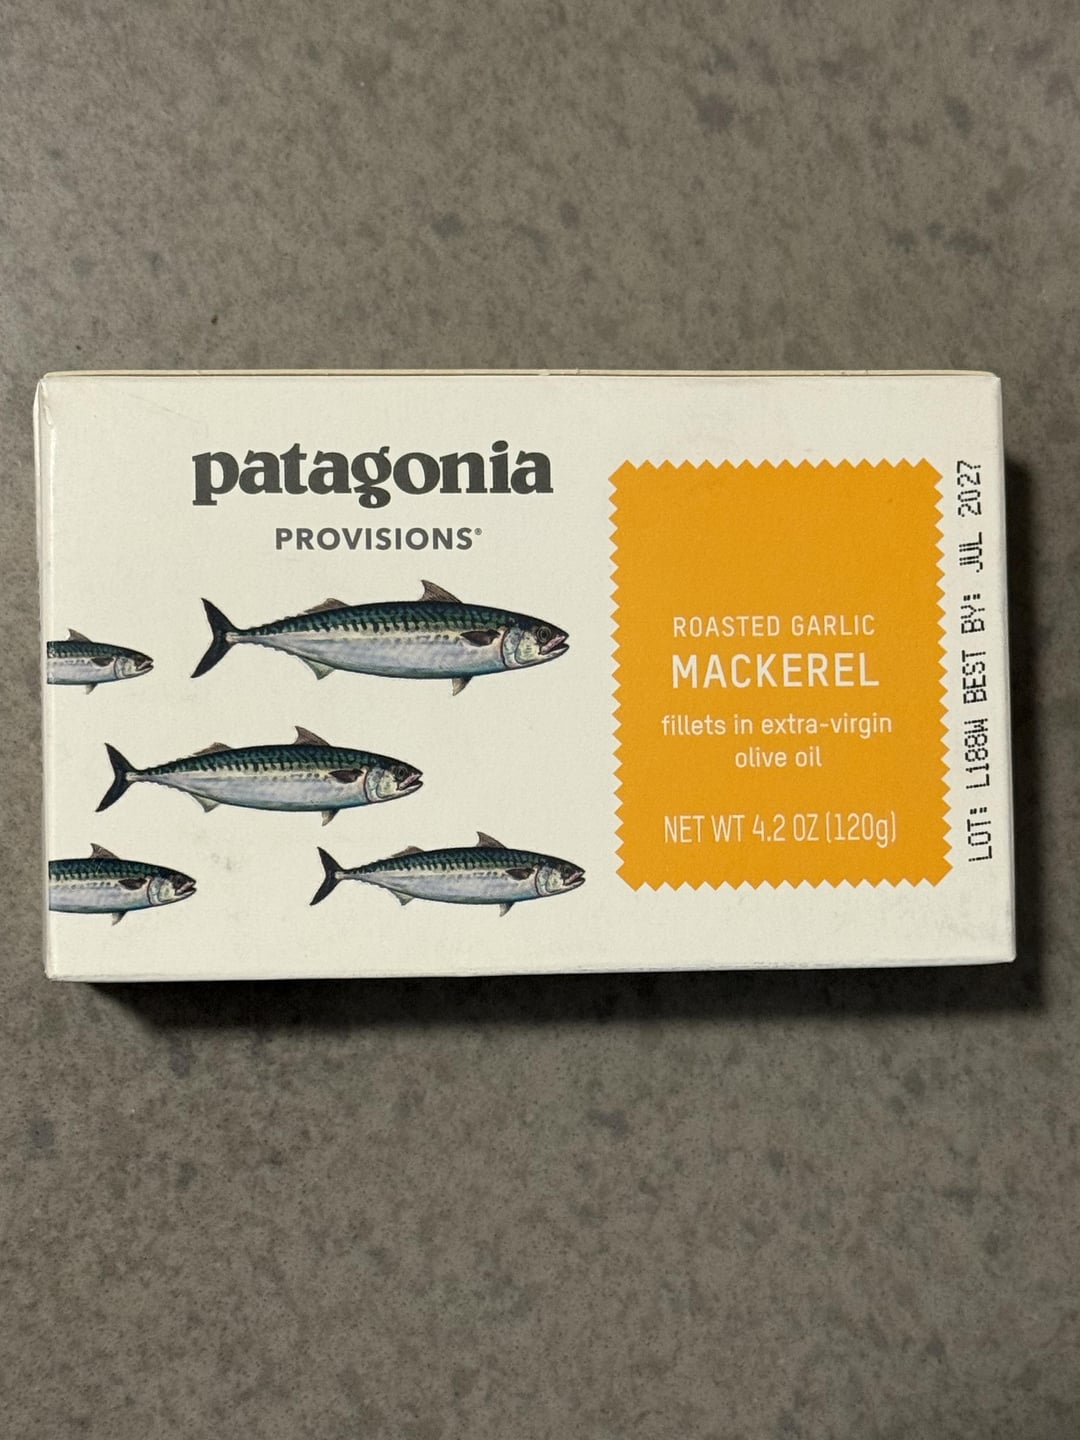 patagonia
PROVISIONS®
ROASTED GARLIC
MACKEREL
fillets in extra-virgin
olive oil
NET WT 4.2 OZ (120g)
LOT: L188W BEST BY: JUL 2027